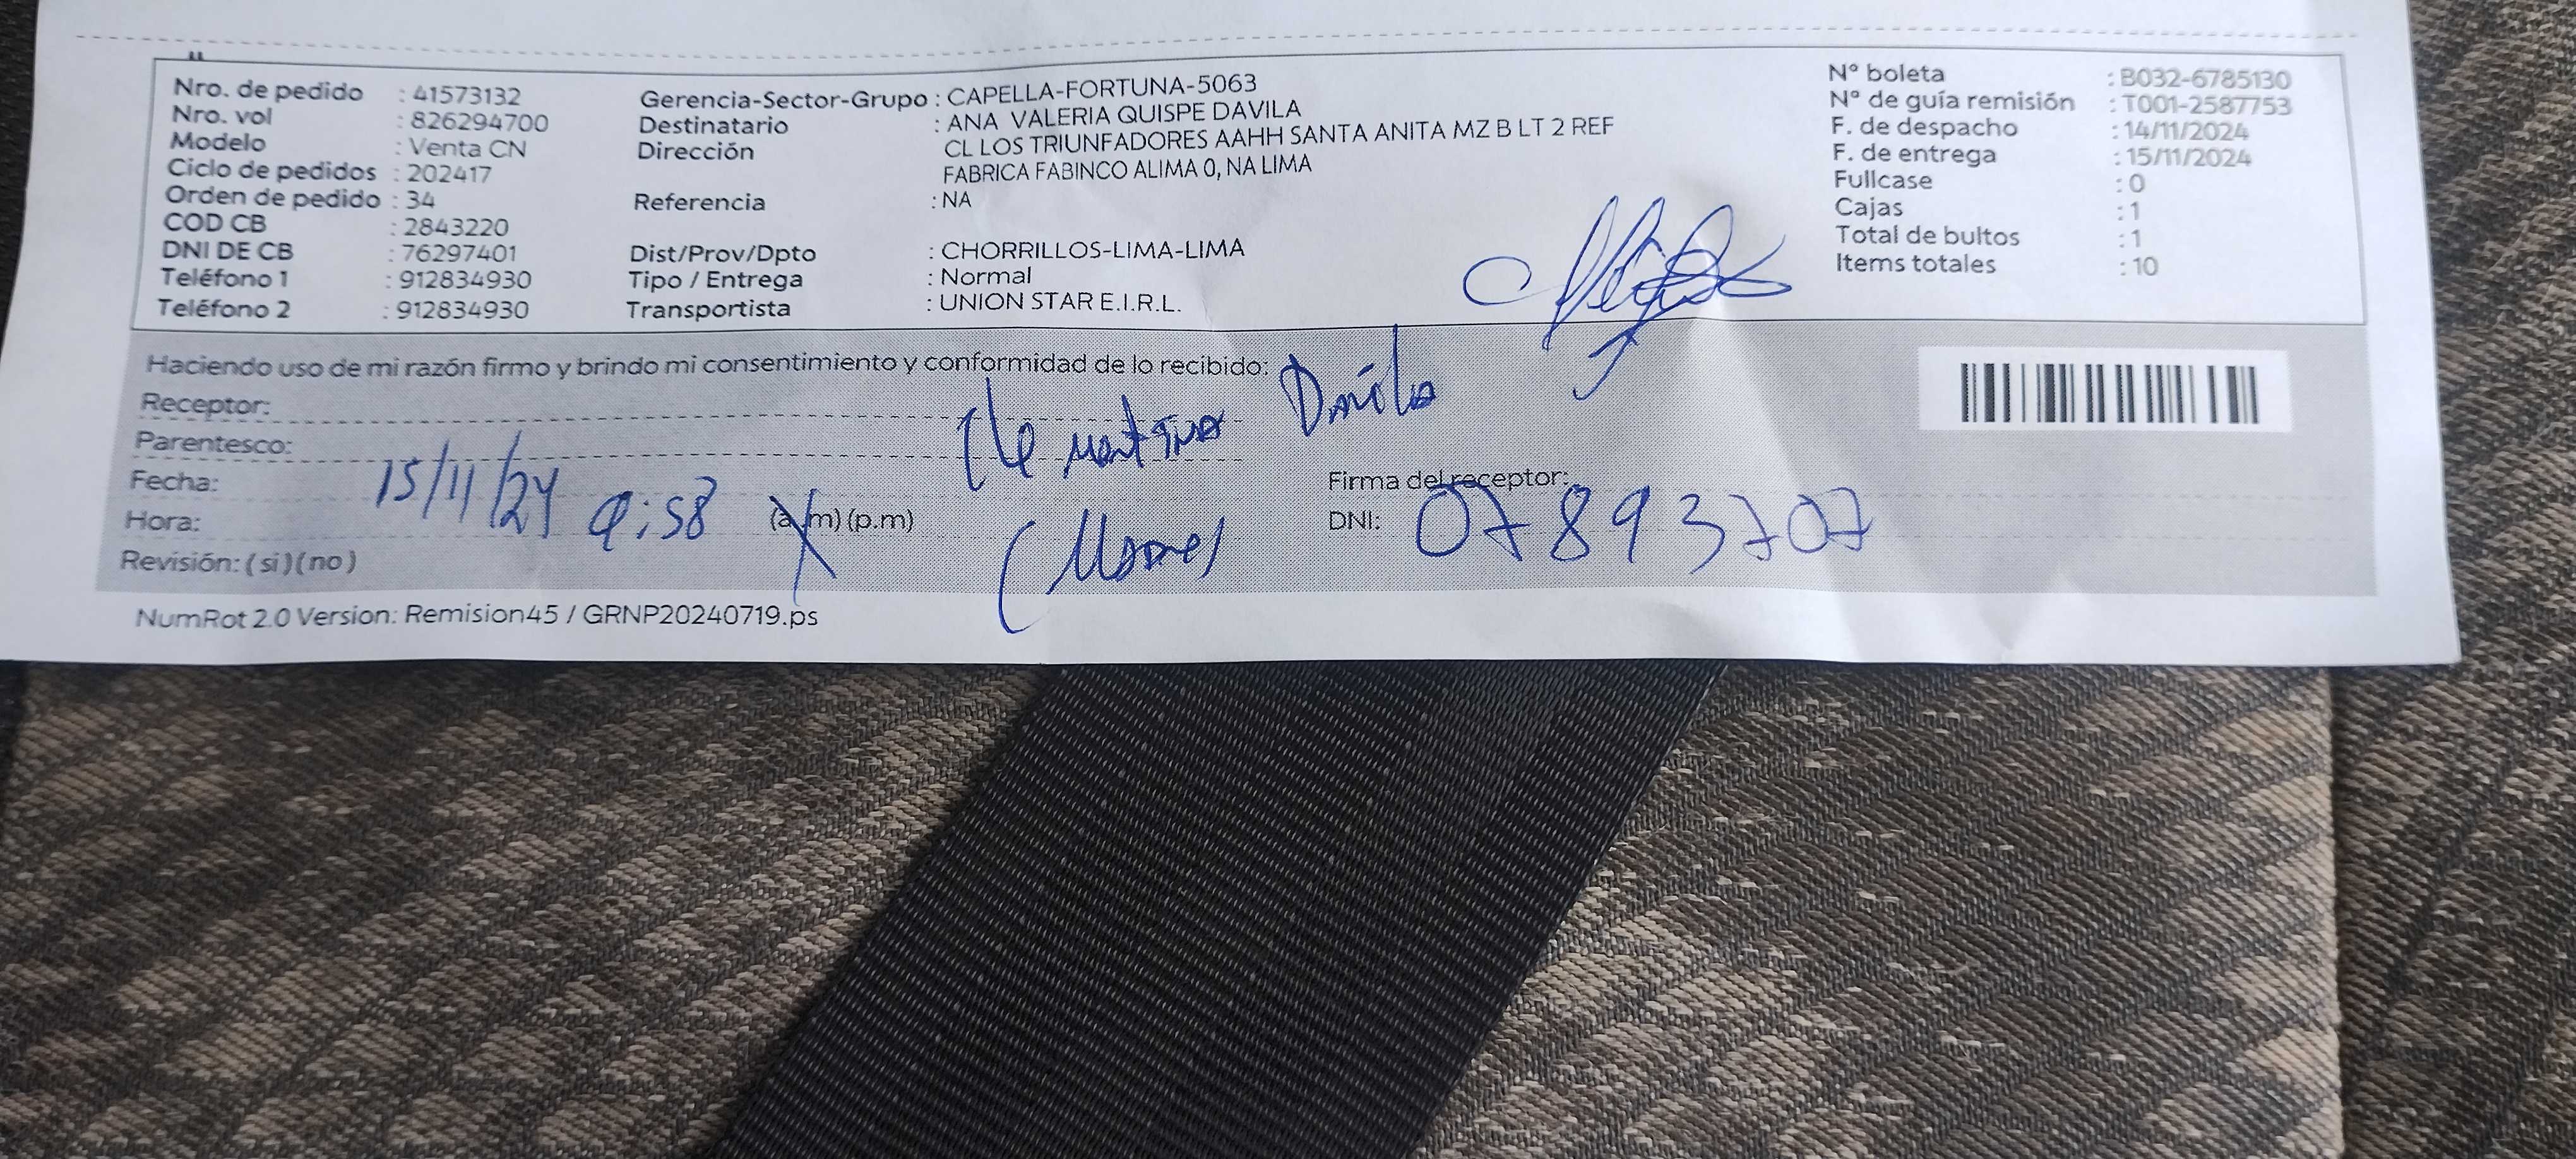 Nro. de pedido : 41573132
Nro. vol : 826294700
Modelo : Venta CN
Ciclo de pedidos : 202417
Orden de pedido : 34
COD CB : 2843220
DNI DE CB : 76297401
Teléfono 1 : 912834930
Teléfono 2 : 912834930
Gerencia-Sector-Grupo : CAPELLA-FORTUNA-5063
Destinatario : ANA VALERIA QUISPE DAVILA
Dirección CL LOS TRIUNFADORES AAHH SANTA ANITA MZ B LT 2 REF
FABRICA FABINCO ALIMA 0, NA LIMA
Referencia : NA
Dist/Prov/Dpto : CHORRILLOS-LIMA-LIMA
Tipo / Entrega : Normal
Transportista : UNION STAR E.I.R.L.
N° boleta : B032-6785130
N° de guía remisión : T001-2587753
F. de despacho : 14/11/2024
F. de entrega : 15/11/2024
Fullcase : 0
Cajas : 1
Total de bultos : 1
Items totales : 10
Haciendo uso de mi razón firmo y brindo mi consentimiento y conformidad de lo recibido:
Receptor: Clementina Dávila
Parentesco:
Fecha: 15/11/24
Hora: 9:58 (a.m) (p.m)
Revisión: (si) (no)
Firma del receptor:
DNI: 07893707
NumRot 2.0 Version: Remision45 / GRNP20240719.ps